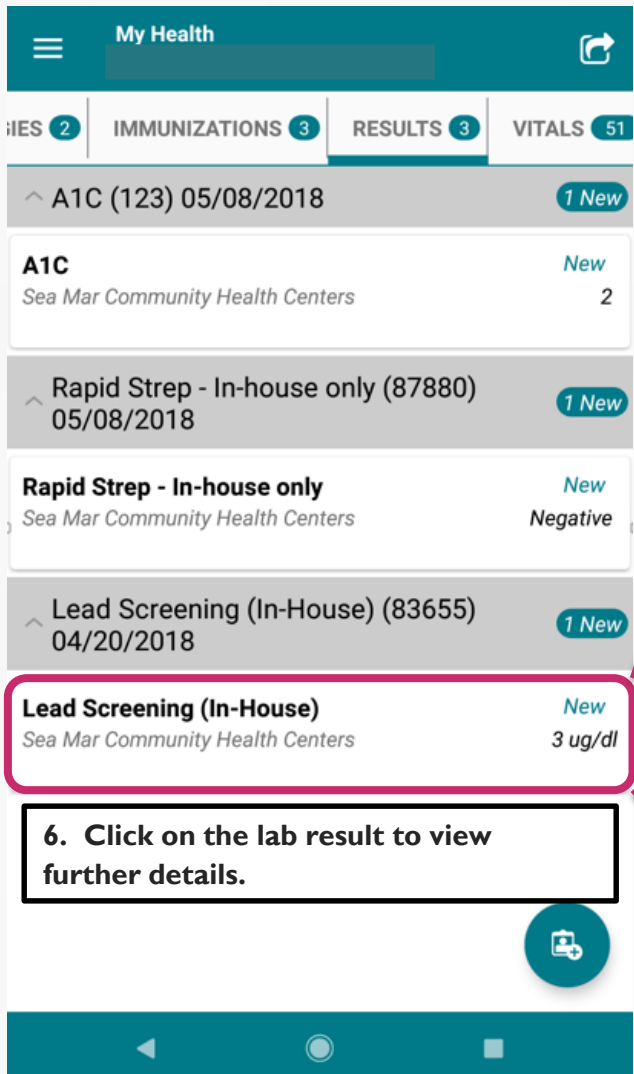 My Health
IES 2 IMMUNIZATIONS 3 RESULTS 3 VITALS 51
A1C (123) 05/08/2018 1 New
A1C New
Sea Mar Community Health Centers 2
Rapid Strep - In-house only (87880)
05/08/2018 1 New
Rapid Strep - In-house only New
Sea Mar Community Health Centers Negative
Lead Screening (In-House) (83655)
04/20/2018 1 New
Lead Screening (In-House) New
Sea Mar Community Health Centers 3 ug/dl
6. Click on the lab result to view
further details.